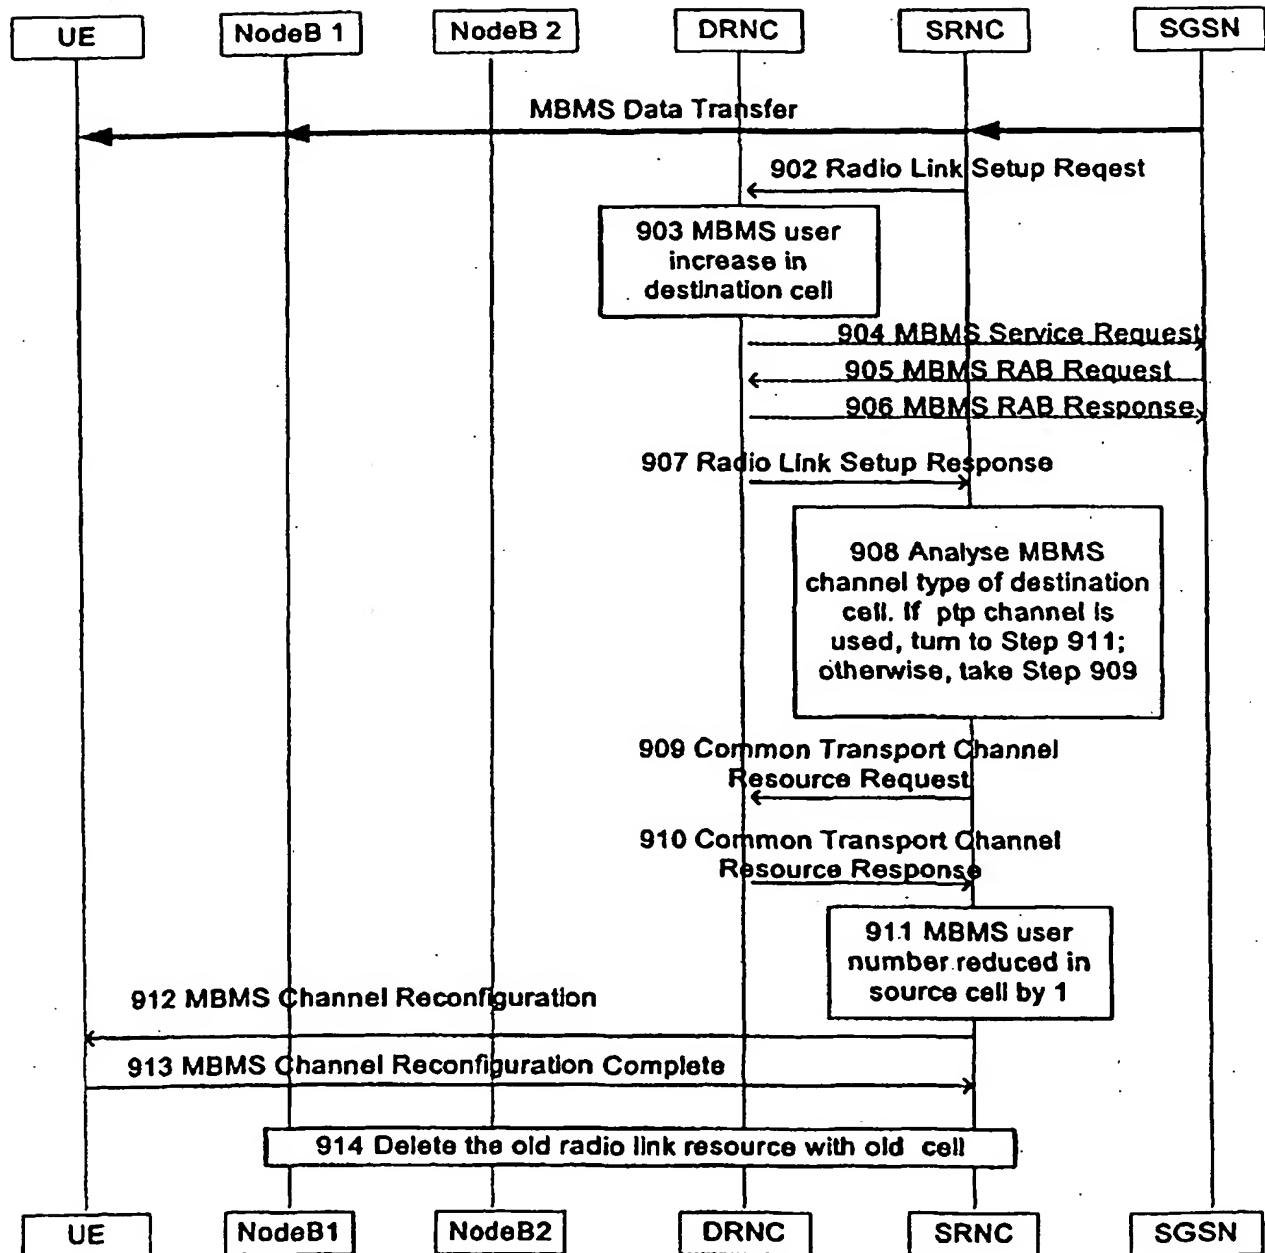 UE
NodeB 1
NodeB 2
DRNC
SRNC
SGSN
MBMS Data Transfer
902 Radio Link Setup Reqest
903 MBMS user
increase in
destination cell
904 MBMS Service Request
905 MBMS RAB Request
906 MBMS RAB Response
907 Radio Link Setup Response
908 Analyse MBMS
channel type of destination
cell. If ptp channel is
used, turn to Step 911;
otherwise, take Step 909
909 Common Transport Channel
Resource Request
910 Common Transport Channel
Resource Response
911 MBMS user
number reduced in
source cell by 1
912 MBMS Channel Reconfiguration
913 MBMS Channel Reconfiguration Complete
914 Delete the old radio link resource with old cell
UE
NodeB1
NodeB2
DRNC
SRNC
SGSN